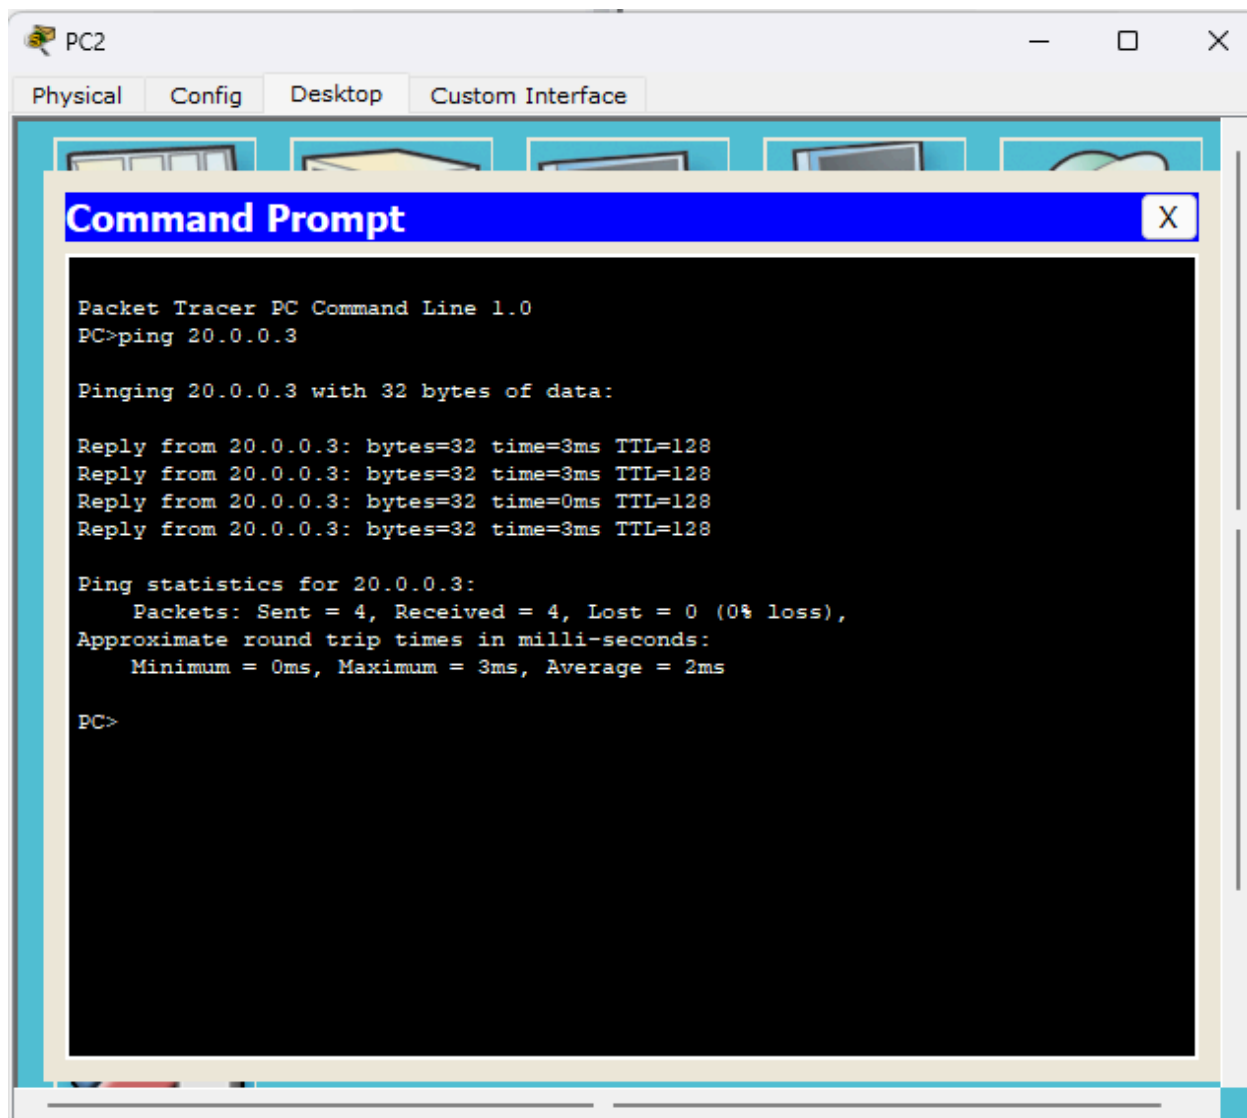 PC2
Physical Config Desktop Custom Interface
Command Prompt X
Packet Tracer PC Command Line 1.0
PC>ping 20.0.0.3
Pinging 20.0.0.3 with 32 bytes of data:
Reply from 20.0.0.3: bytes=32 time=3ms TTL=128
Reply from 20.0.0.3: bytes=32 time=3ms TTL=128
Reply from 20.0.0.3: bytes=32 time=0ms TTL=128
Reply from 20.0.0.3: bytes=32 time=3ms TTL=128
Ping statistics for 20.0.0.3:
    Packets: Sent = 4, Received = 4, Lost = 0 (0% loss),
Approximate round trip times in milli-seconds:
    Minimum = 0ms, Maximum = 3ms, Average = 2ms
PC>